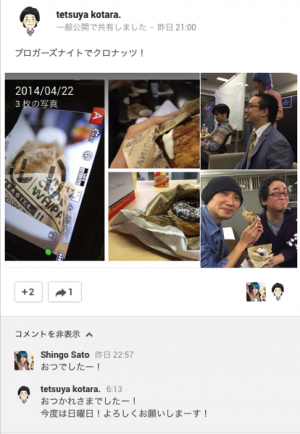 tetsuya kotara.
一般公開で共有しました - 昨日 21:00
ブロガーズナイトでクロナッツ！
2014/04/22
3 枚の写真
+2
1
コメントを非表示
Shingo Sato 昨日 22:57
おつでしたー！
tetsuya kotara. 6:13
おつかれさまでしたー！
今度は日曜日！よろしくお願いしまーす！